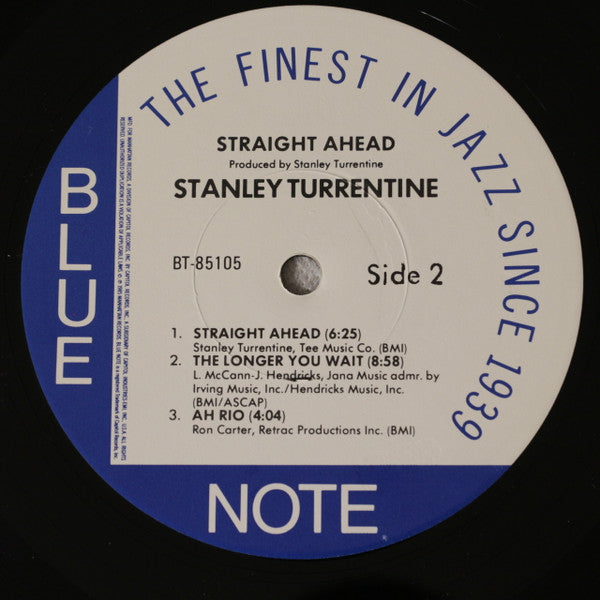 THE FINEST IN JAZZ SINCE 1939
STRAIGHT AHEAD
Produced by Stanley Turrentine
STANLEY TURRENTINE
BT-85105
Side 2
1. STRAIGHT AHEAD (6:25)
Stanley Turrentine, Tee Music Co. (BMI)
2. THE LONGER YOU WAIT (8:58)
L. McCann-J. Hendricks, Jana Music admr. by
Irving Music, Inc./Hendricks Music, Inc.
(BMI/ASCAP)
3. AH RIO (4:04)
Ron Carter, Retrac Productions Inc. (BMI)
BLUE
NOTE